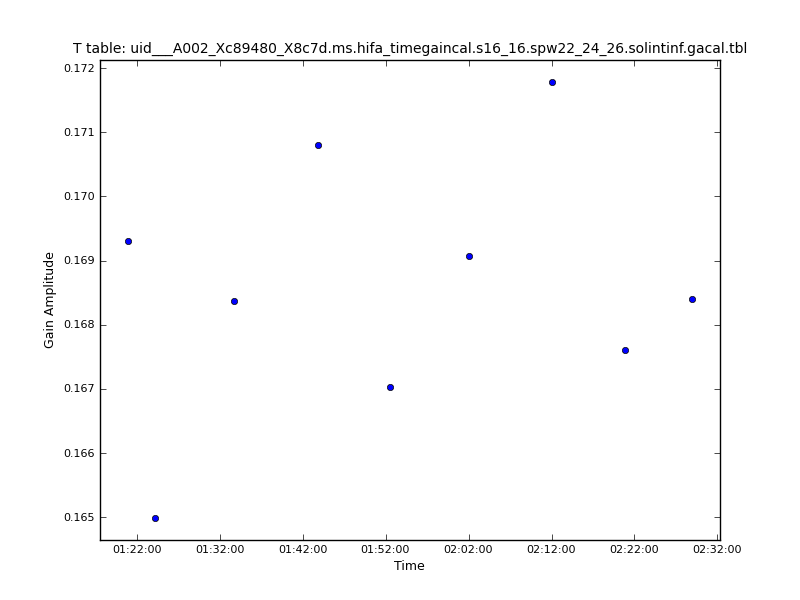 T table: uid___A002_Xc89480_X8c7d.ms.hifa_timegaincal.s16_16.spw22_24_26.solintinf.gacal.tbl
0.172
0.171
0.170
0.169
0.168
0.167
0.166
0.165
Gain Amplitude
01:22:00 01:32:00 01:42:00 01:52:00 02:02:00 02:12:00 02:22:00 02:32:00
Time